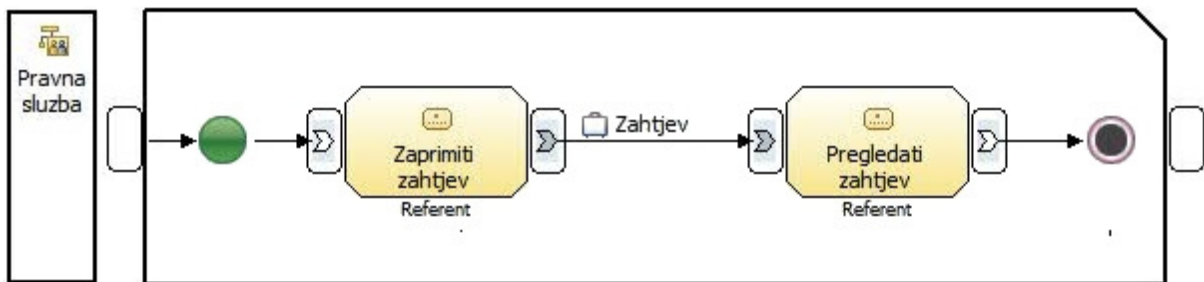 Pravna
sluzba
Zaprimiti
zahtjev
Referent
Zahtjev
Pregledati
zahtjev
Referent